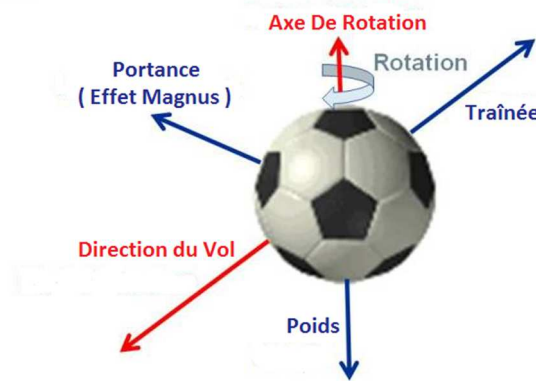 Axe De Rotation
Rotation
Portance
( Effet Magnus )
Traînée
Direction du Vol
Poids